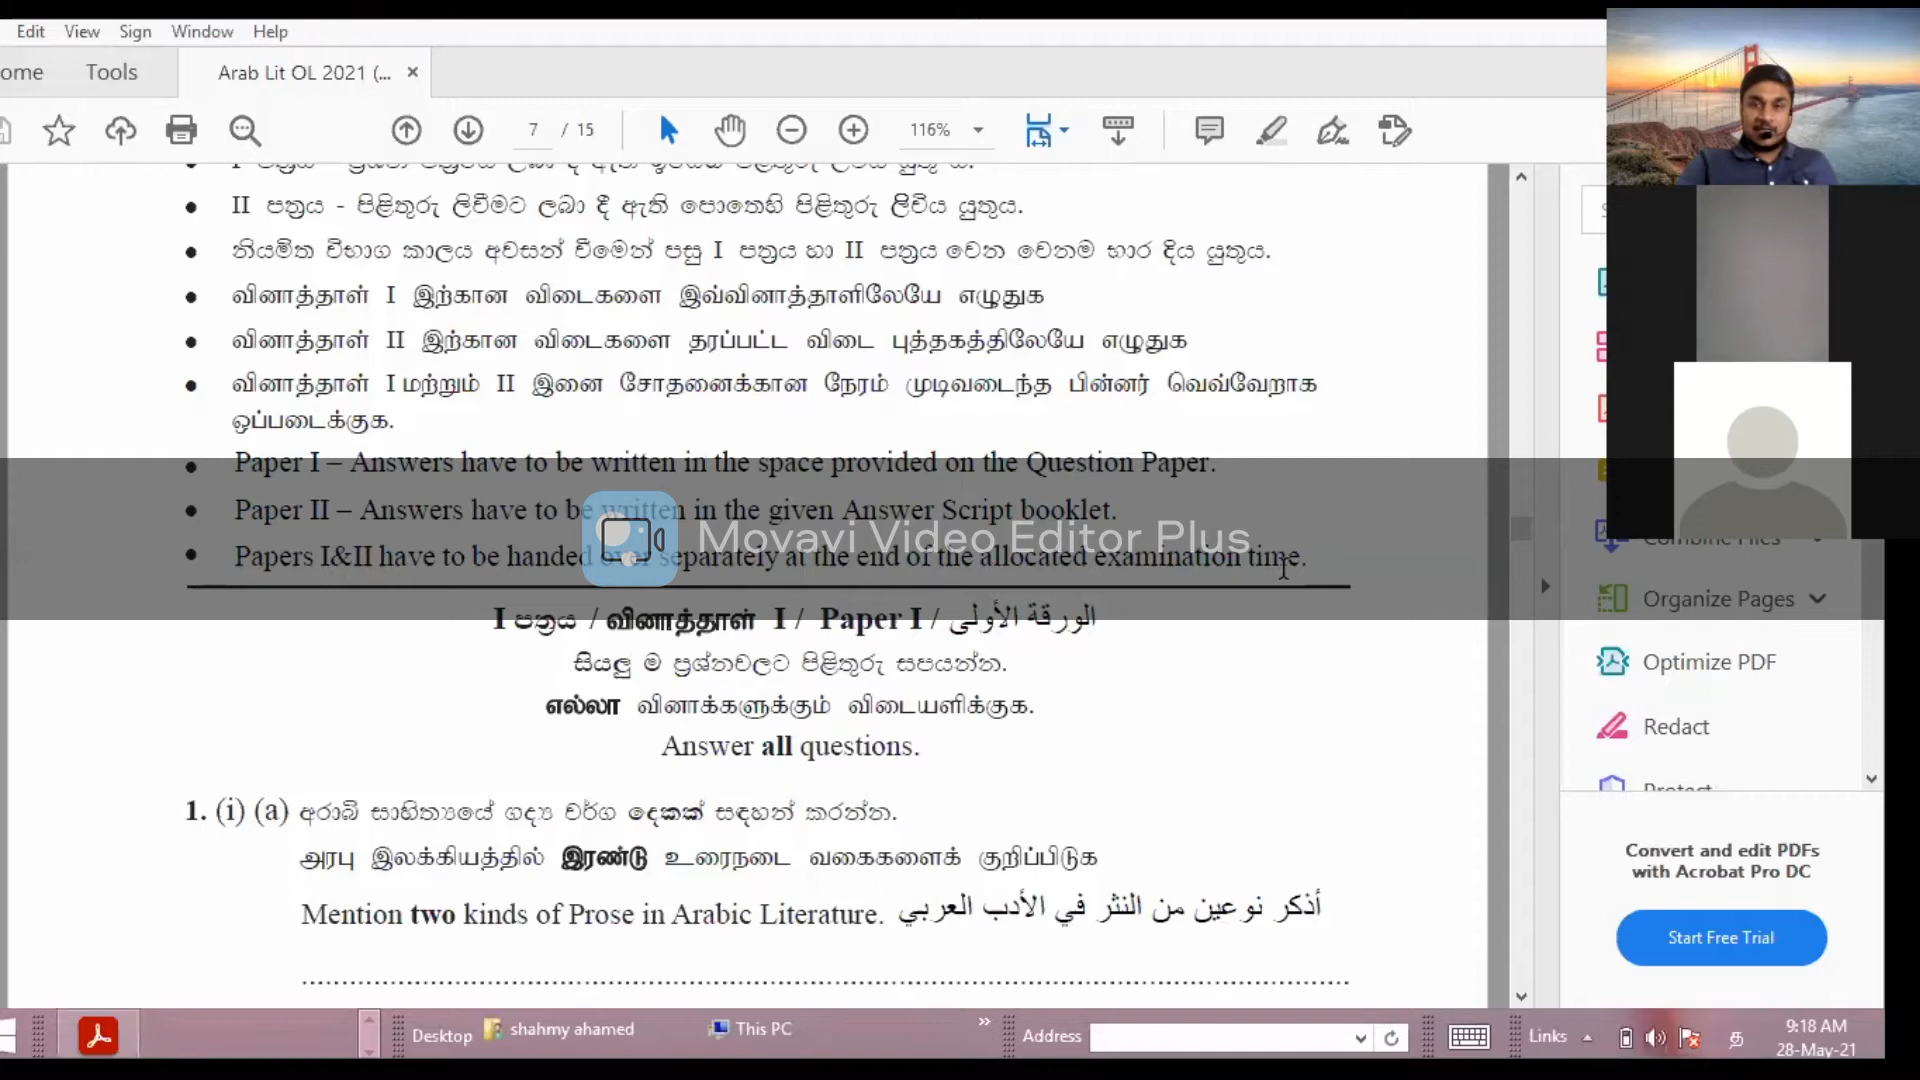 Edit View Sign Window Help
ome Tools Arab Lit OL 2021 (... ×
7 / 15 116%
II පත්‍රය - පිළිතුරු ලිවීමට ලබා දී ඇති පොතෙහි පිළිතුරු ලිවිය යුතුය.
නියමිත විභාග කාලය අවසන් වීමෙන් පසු I පත්‍රය හා II පත්‍රය වෙන වෙනම භාර දිය යුතුය.
வினாத்தாள் I இற்கான விடைகளை இவ்வினாத்தாளிலேயே எழுதுக
வினாத்தாள் II இற்கான விடைகளை தரப்பட்ட விடை புத்தகத்திலேயே எழுதுக
வினாத்தாள் I மற்றும் II இனை சோதனைக்கான நேரம் முடிவடைந்த பின்னர் வெவ்வேறாக
ஒப்படைக்குக.
Paper I – Answers have to be written in the space provided on the Question Paper.
Paper II – Answers have to be written in the given Answer Script booklet.
Movavi Video Editor Plus
Papers I&II have to be handed over separately at the end of the allocated examination time.
I පත්‍රය / வினாத்தாள் I / Paper I / الورقة الأولى
සියලු ම ප්‍රශ්නවලට පිළිතුරු සපයන්න.
எல்லா வினாக்களுக்கும் விடையளிக்குக.
Answer all questions.
1. (i) (a) අරාබි සාහිත්‍යයේ ගද්‍ය වර්ග දෙකක් සඳහන් කරන්න.
அரபு இலக்கியத்தில் இரண்டு உரைநடை வகைகளைக் குறிப்பிடுக
Mention two kinds of Prose in Arabic Literature. أذكر نوعين من النثر في الأدب العربي
Combine Files
Organize Pages
Optimize PDF
Redact
Protect
Convert and edit PDFs
with Acrobat Pro DC
Start Free Trial
Desktop shahmy ahamed This PC » Address Links த 9:18 AM
28-May-21